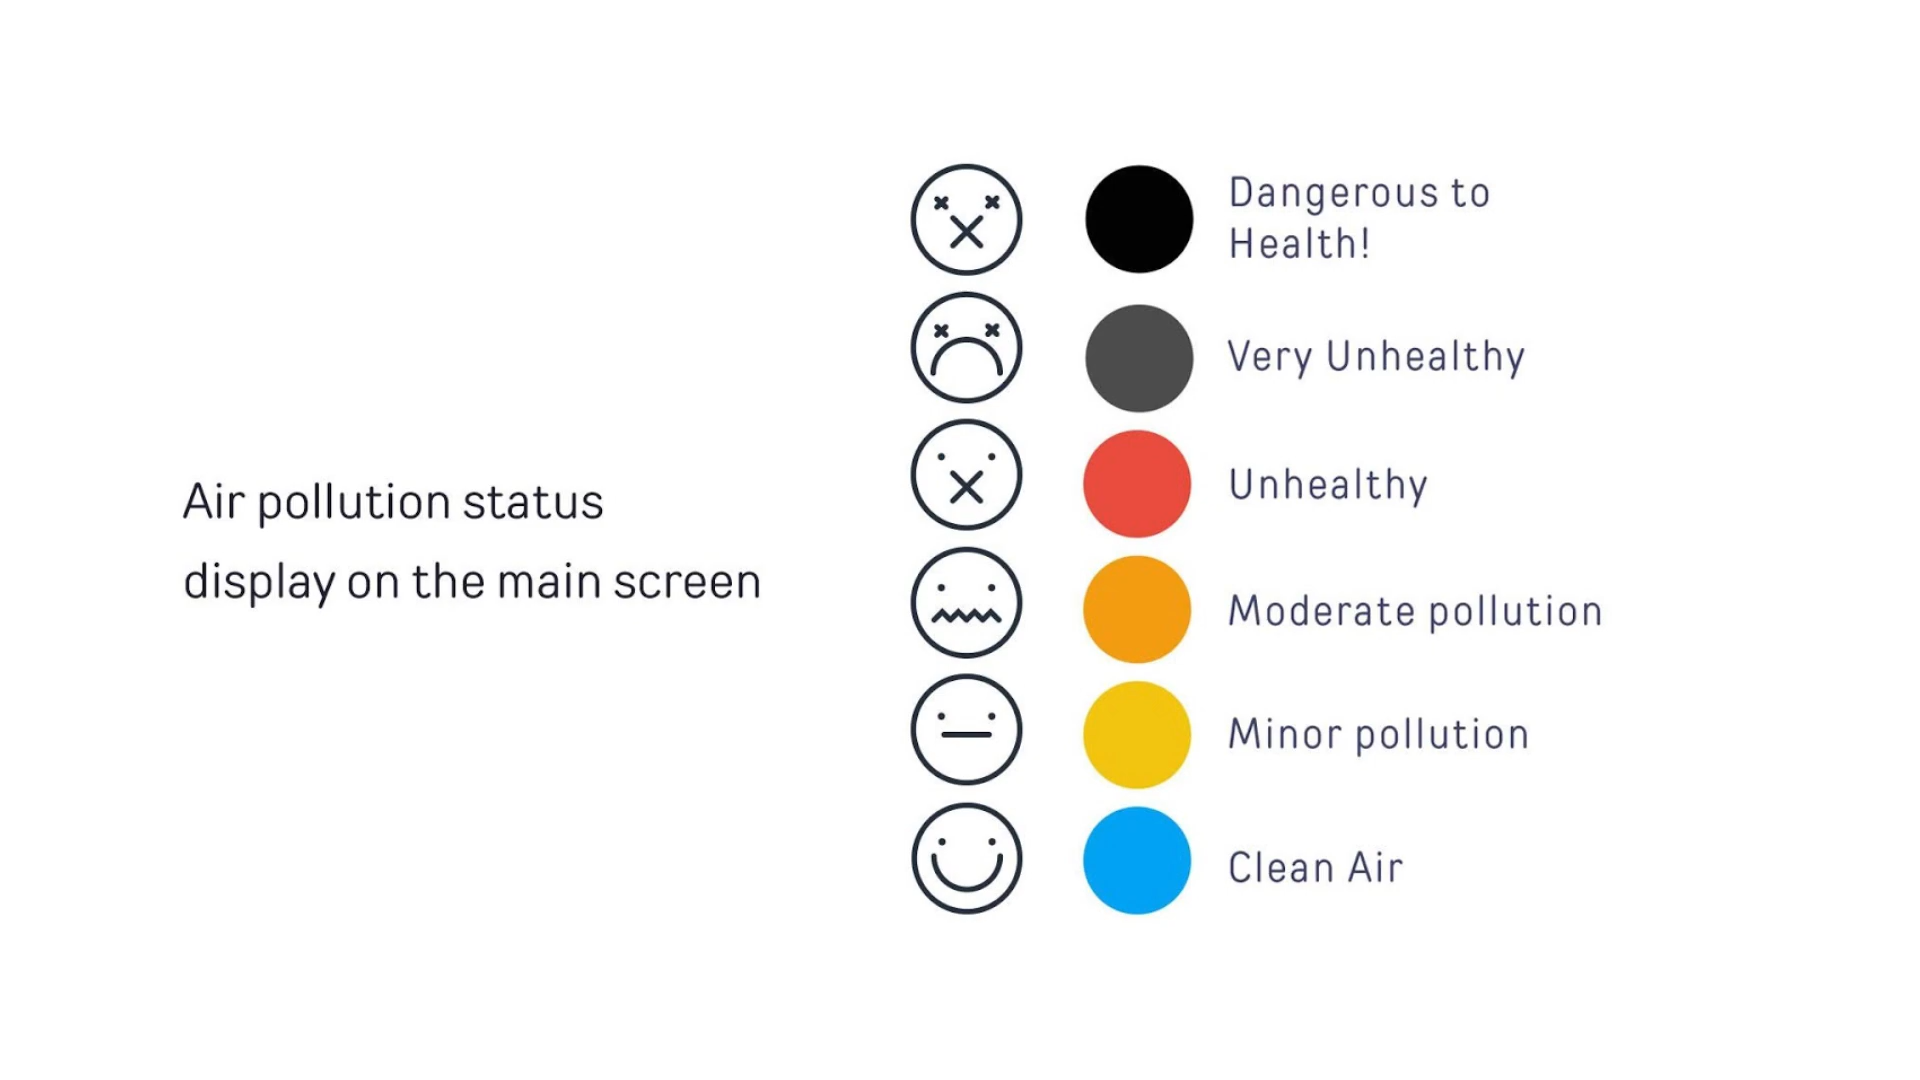 Air pollution status
display on the main screen
Dangerous to
Health!
Very Unhealthy
Unhealthy
Moderate pollution
Minor pollution
Clean Air